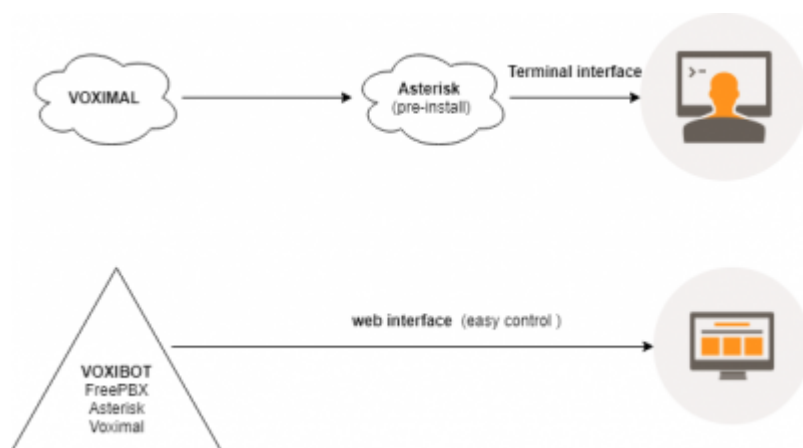 VOXIMAL
Asterisk
(pre-install)
Terminal interface
web interface (easy control )
VOXIBOT
FreePBX
Asterisk
Voximal